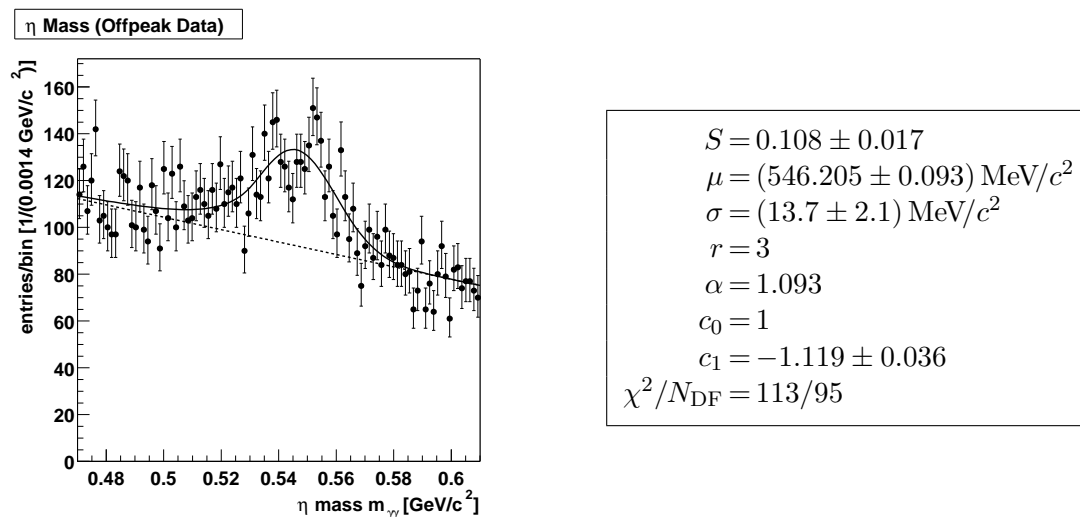 η Mass (Offpeak Data)
entries/bin [1/(0.0014 GeV/c²)]
160
140
120
100
80
60
40
20
0
0.48 0.5 0.52 0.54 0.56 0.58 0.6
η mass m_γγ [GeV/c²]
S = 0.108 ± 0.017
μ = (546.205 ± 0.093) MeV/c²
σ = (13.7 ± 2.1) MeV/c²
r = 3
α = 1.093
c₀ = 1
c₁ = −1.119 ± 0.036
χ²/N_DF = 113/95